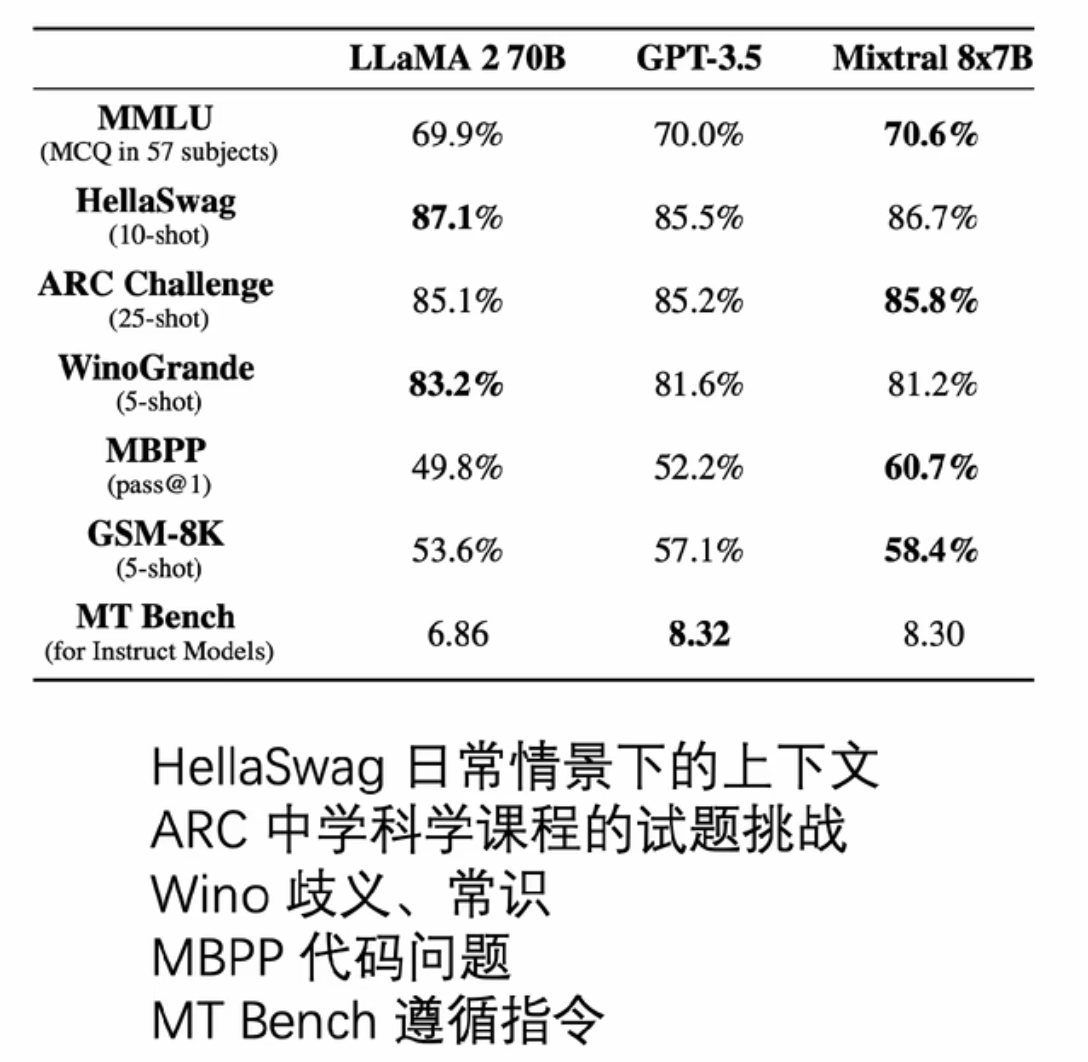 LLaMA 2 70B GPT-3.5 Mixtral 8x7B
MMLU
(MCQ in 57 subjects) 69.9% 70.0% 70.6%
HellaSwag
(10-shot) 87.1% 85.5% 86.7%
ARC Challenge
(25-shot) 85.1% 85.2% 85.8%
WinoGrande
(5-shot) 83.2% 81.6% 81.2%
MBPP
(pass@1) 49.8% 52.2% 60.7%
GSM-8K
(5-shot) 53.6% 57.1% 58.4%
MT Bench
(for Instruct Models) 6.86 8.32 8.30
HellaSwag 日常情景下的上下文
ARC 中学科学课程的试题挑战
Wino 歧义、常识
MBPP 代码问题
MT Bench 遵循指令